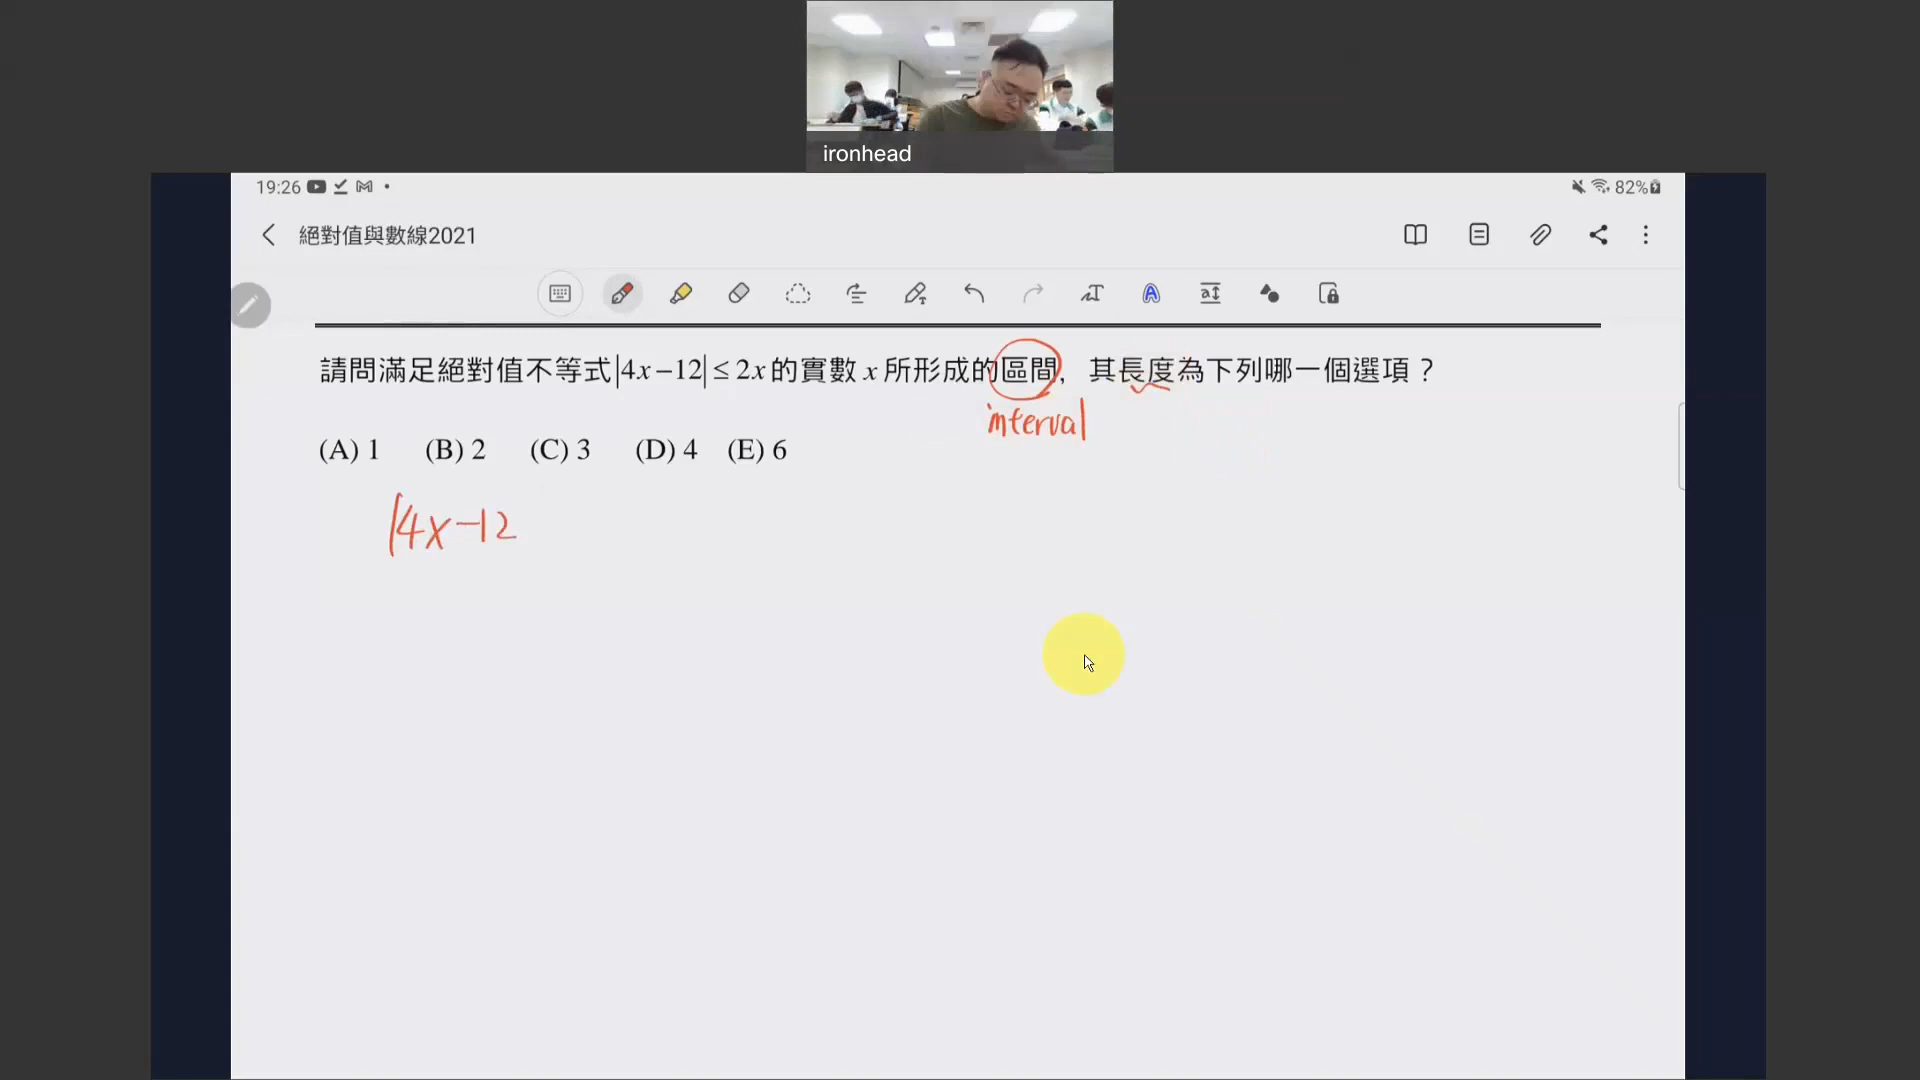 ironhead
19:26
82%
絕對值與數線2021
請問滿足絕對值不等式|4x−12| ≤ 2x的實數 x 所形成的區間, 其長度為下列哪一個選項?
interval
(A) 1 (B) 2 (C) 3 (D) 4 (E) 6
|4x−12